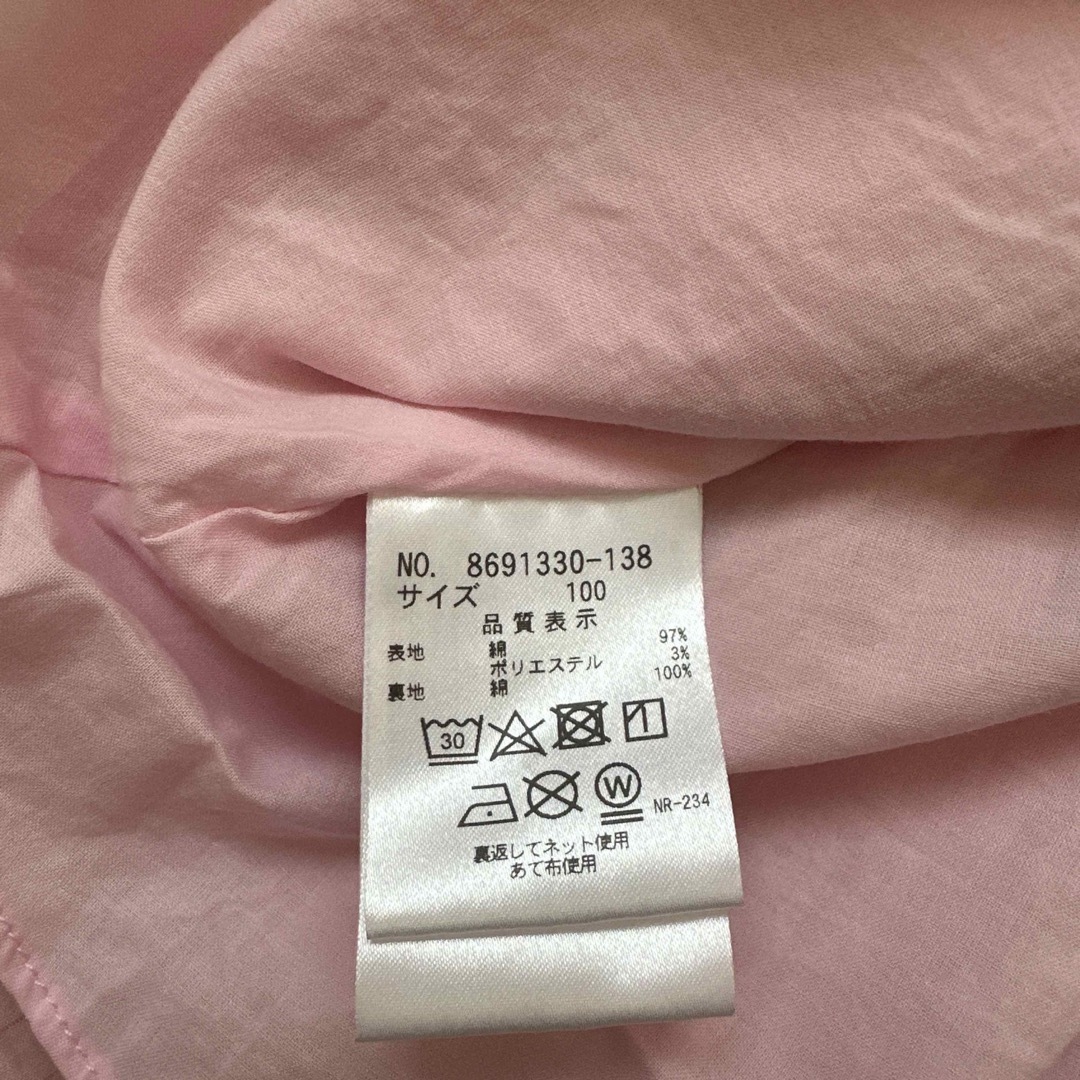 NO. 8691330-138
サイズ 100
品質表示
表地 綿 97%
ポリエステル 3%
裏地 綿 100%
30
W NR-234
裏返してネット使用
あて布使用